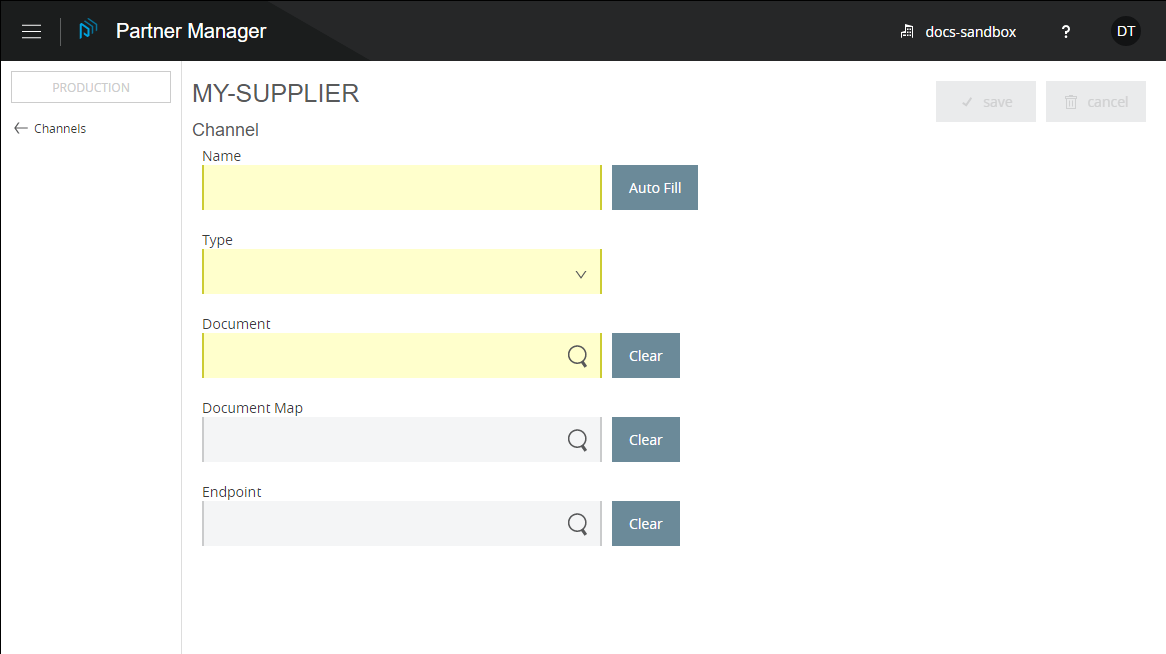 Partner Manager
docs-sandbox
?
DT
PRODUCTION
Channels
MY-SUPPLIER
save
cancel
Channel
Name
Auto Fill
Type
Document
Clear
Document Map
Clear
Endpoint
Clear